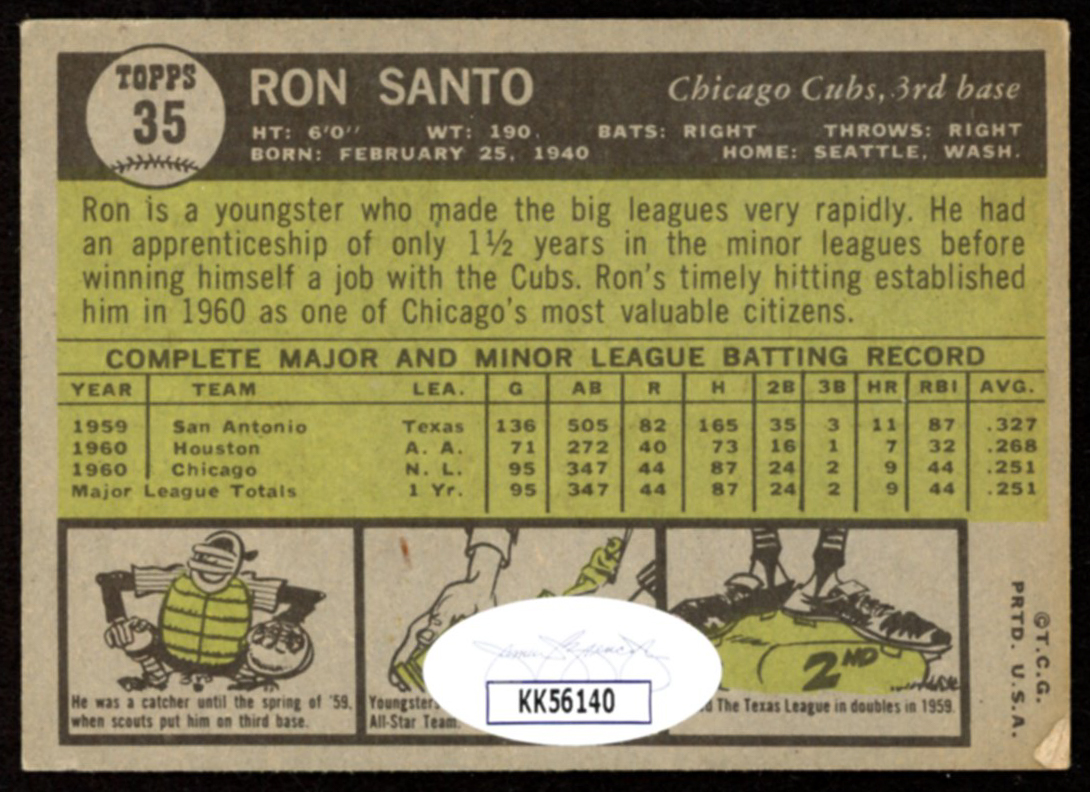 TOPPS
35
RON SANTO
Chicago Cubs, 3rd base
HT: 6'0" WT: 190. BATS: RIGHT THROWS: RIGHT
BORN: FEBRUARY 25, 1940 HOME: SEATTLE, WASH.
Ron is a youngster who made the big leagues very rapidly. He had
an apprenticeship of only 1½ years in the minor leagues before
winning himself a job with the Cubs. Ron's timely hitting established
him in 1960 as one of Chicago's most valuable citizens.
COMPLETE MAJOR AND MINOR LEAGUE BATTING RECORD
YEAR TEAM LEA. G AB R H 2B 3B HR RBI AVG.
1959 San Antonio Texas 136 505 82 165 35 3 11 87 .327
1960 Houston A. A. 71 272 40 73 16 1 7 32 .268
1960 Chicago N. L. 95 347 44 87 24 2 9 44 .251
Major League Totals 1 Yr. 95 347 44 87 24 2 9 44 .251
He was a catcher until the spring of '59,
when scouts put him on third base.
Youngsters
All-Star Team.
KK56140
2ND
The Texas League in doubles in 1959.
©T.C.G.
PRTD. U.S.A.